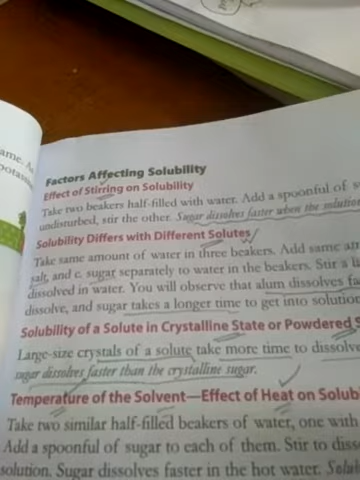 ame. A
potass
Factors Affecting Solubility
Effect of Stirring on Solubility
Take two beakers half-filled with water. Add a spoonful of
undisturbed, stir the other. Sugar dissolves faster when the solution
Solubility Differs with Different Solutes
Take same amount of water in three beakers. Add same
salt, and c. sugar separately to water in the beakers. Stir
dissolved in water. You will observe that alum dissolves
dissolve, and sugar takes a longer time to get into solution
Solubility of a Solute in Crystalline State or Powdered S
Large-size crystals of a solute take more time to dissolve
sugar dissolves faster than the crystalline sugar.
Temperature of the Solvent—Effect of Heat on Solub
Take two similar half-filled beakers of water, one with
Add a spoonful of sugar to each of them. Stir to diss
solution. Sugar dissolves faster in the hot water.